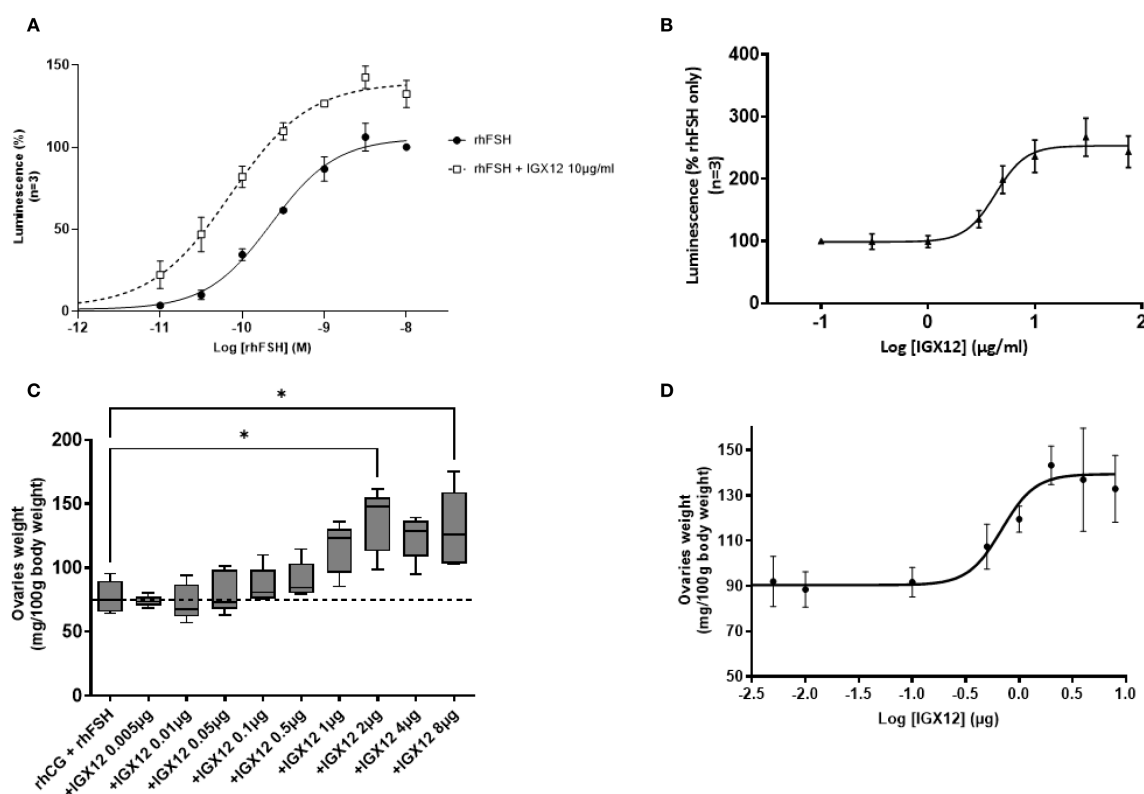 A
Luminescence (%)
(n=3)
150
100
50
0
-12
-11
-10
-9
-8
Log [rhFSH] (M)
rhFSH
rhFSH + IGX12 10µg/ml
B
Luminescence (% rhFSH only)
(n=3)
400
300
200
100
0
-1
0
1
2
Log [IGX12] (µg/ml)
C
Ovaries weight
(mg/100g body weight)
200
150
100
50
0
*
*
rhCG + rhFSH
+IGX12 0.005µg
+IGX12 0.01µg
+IGX12 0.05µg
+IGX12 0.1µg
+IGX12 0.5µg
+IGX12 1µg
+IGX12 2µg
+IGX12 4µg
+IGX12 8µg
D
Ovaries weight
(mg/100g body weight)
150
130
110
90
70
50
-2.5
-2.0
-1.5
-1.0
-0.5
0.0
0.5
1.0
Log [IGX12] (µg)